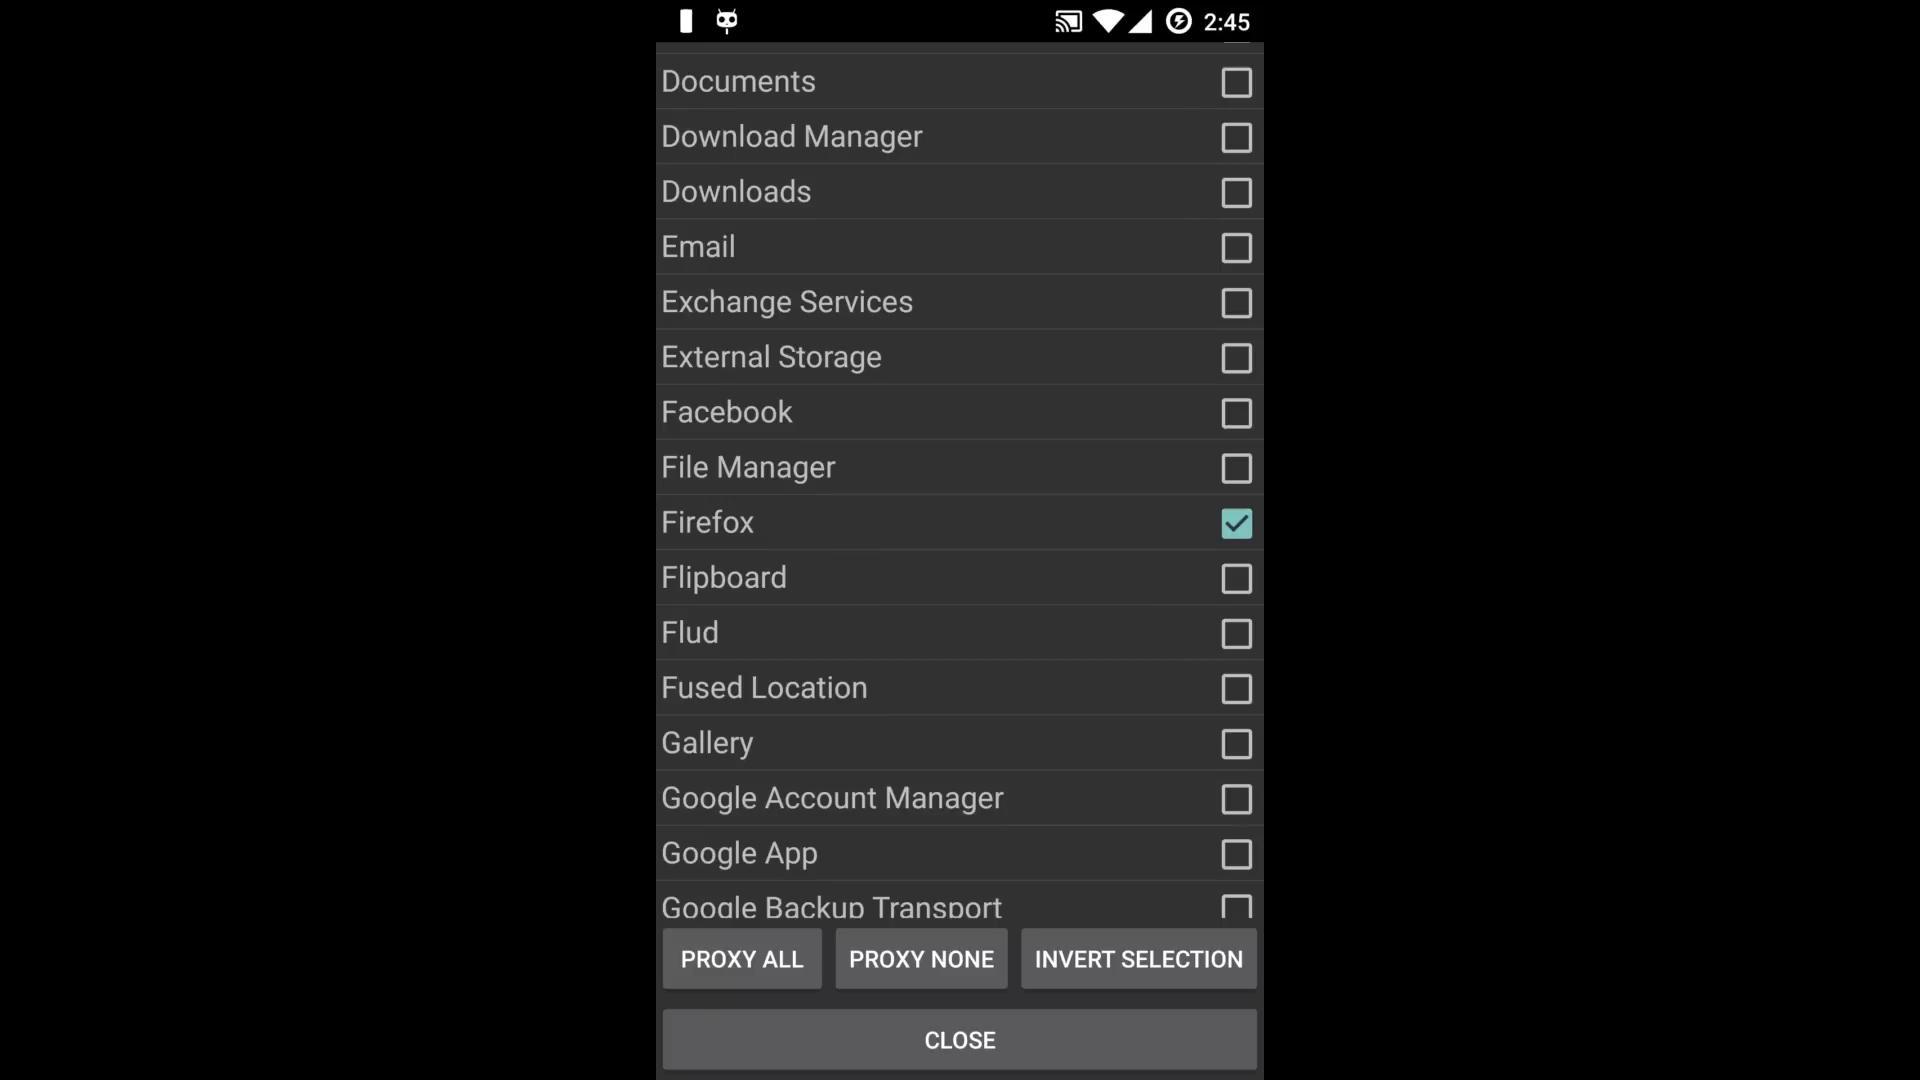 2:45
Documents
Download Manager
Downloads
Email
Exchange Services
External Storage
Facebook
File Manager
Firefox
Flipboard
Flud
Fused Location
Gallery
Google Account Manager
Google App
Google Backup Transport
PROXY ALL PROXY NONE INVERT SELECTION
CLOSE